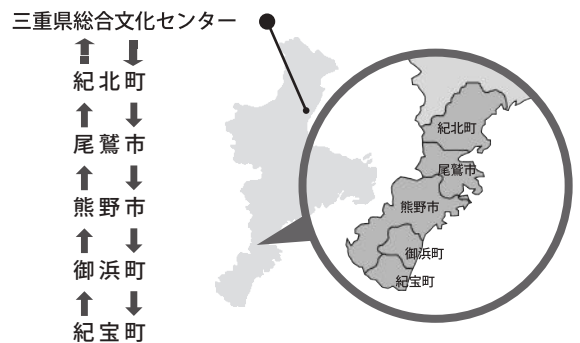 三重県総合文化センター
紀北町
尾鷲市
熊野市
御浜町
紀宝町
紀北町
尾鷲市
熊野市
御浜町
紀宝町